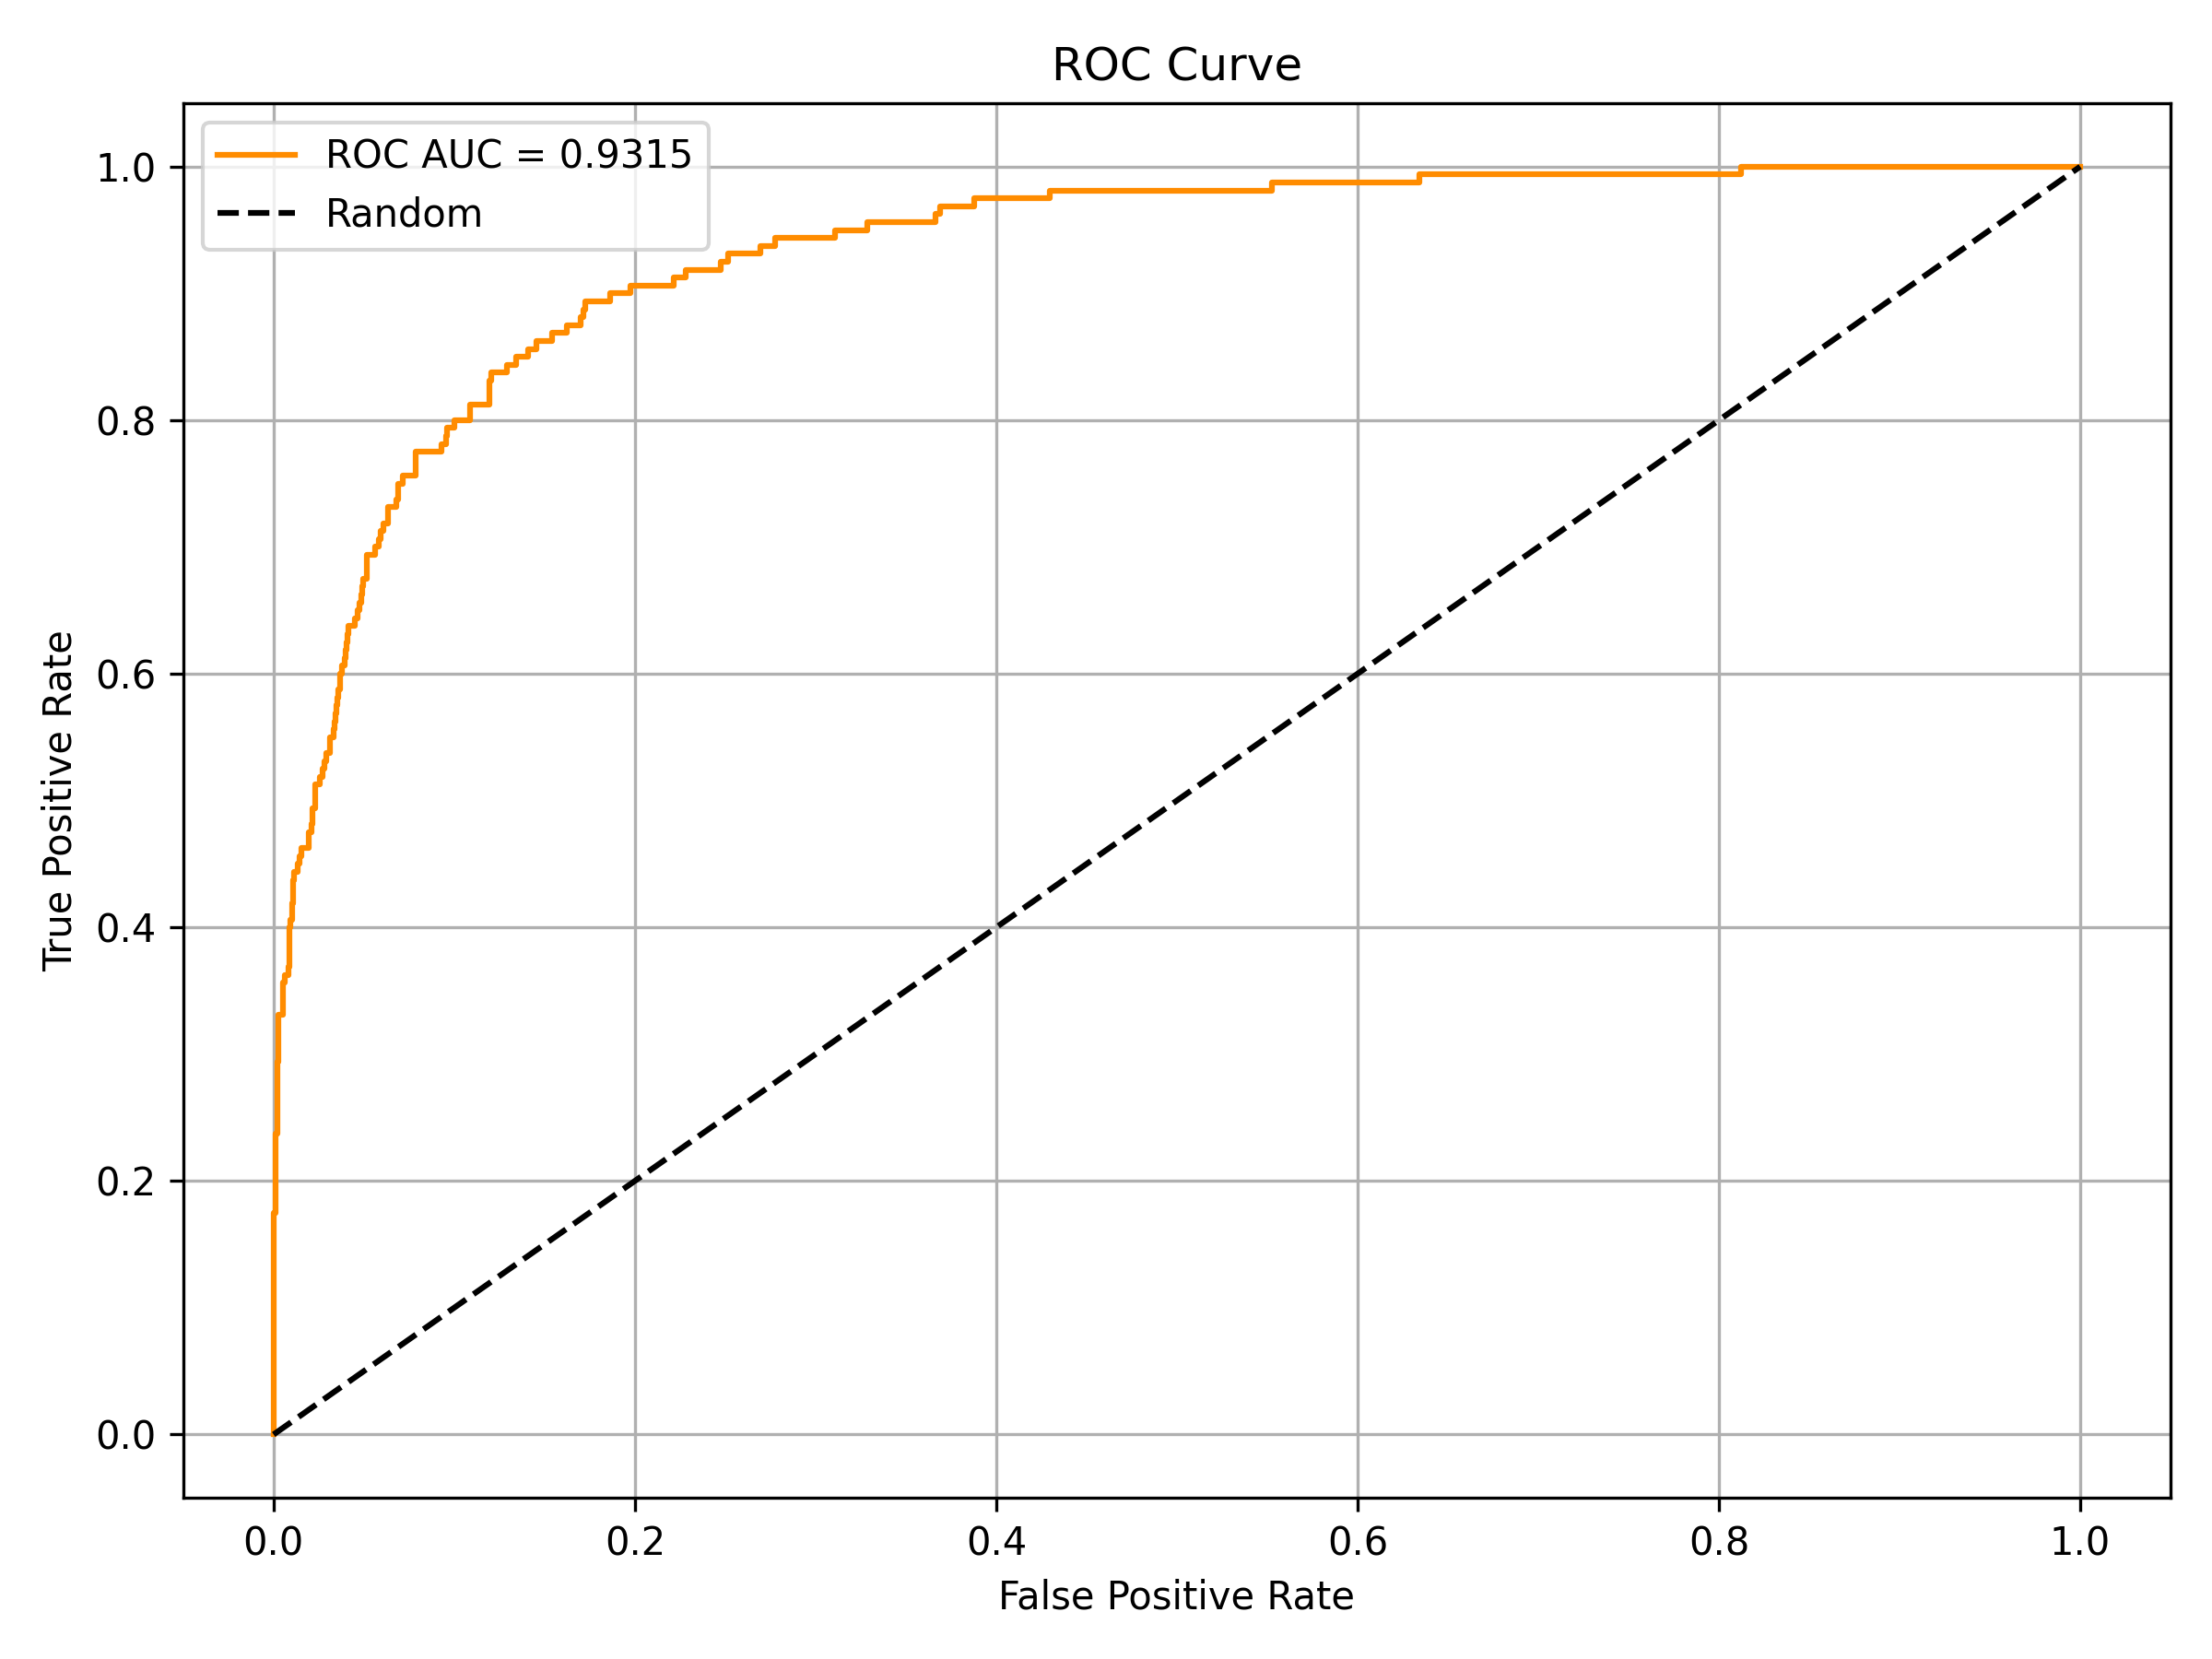 ROC Curve
ROC AUC = 0.9315
Random
1.0
0.8
0.6
0.4
0.2
0.0
True Positive Rate
0.0 0.2 0.4 0.6 0.8 1.0
False Positive Rate